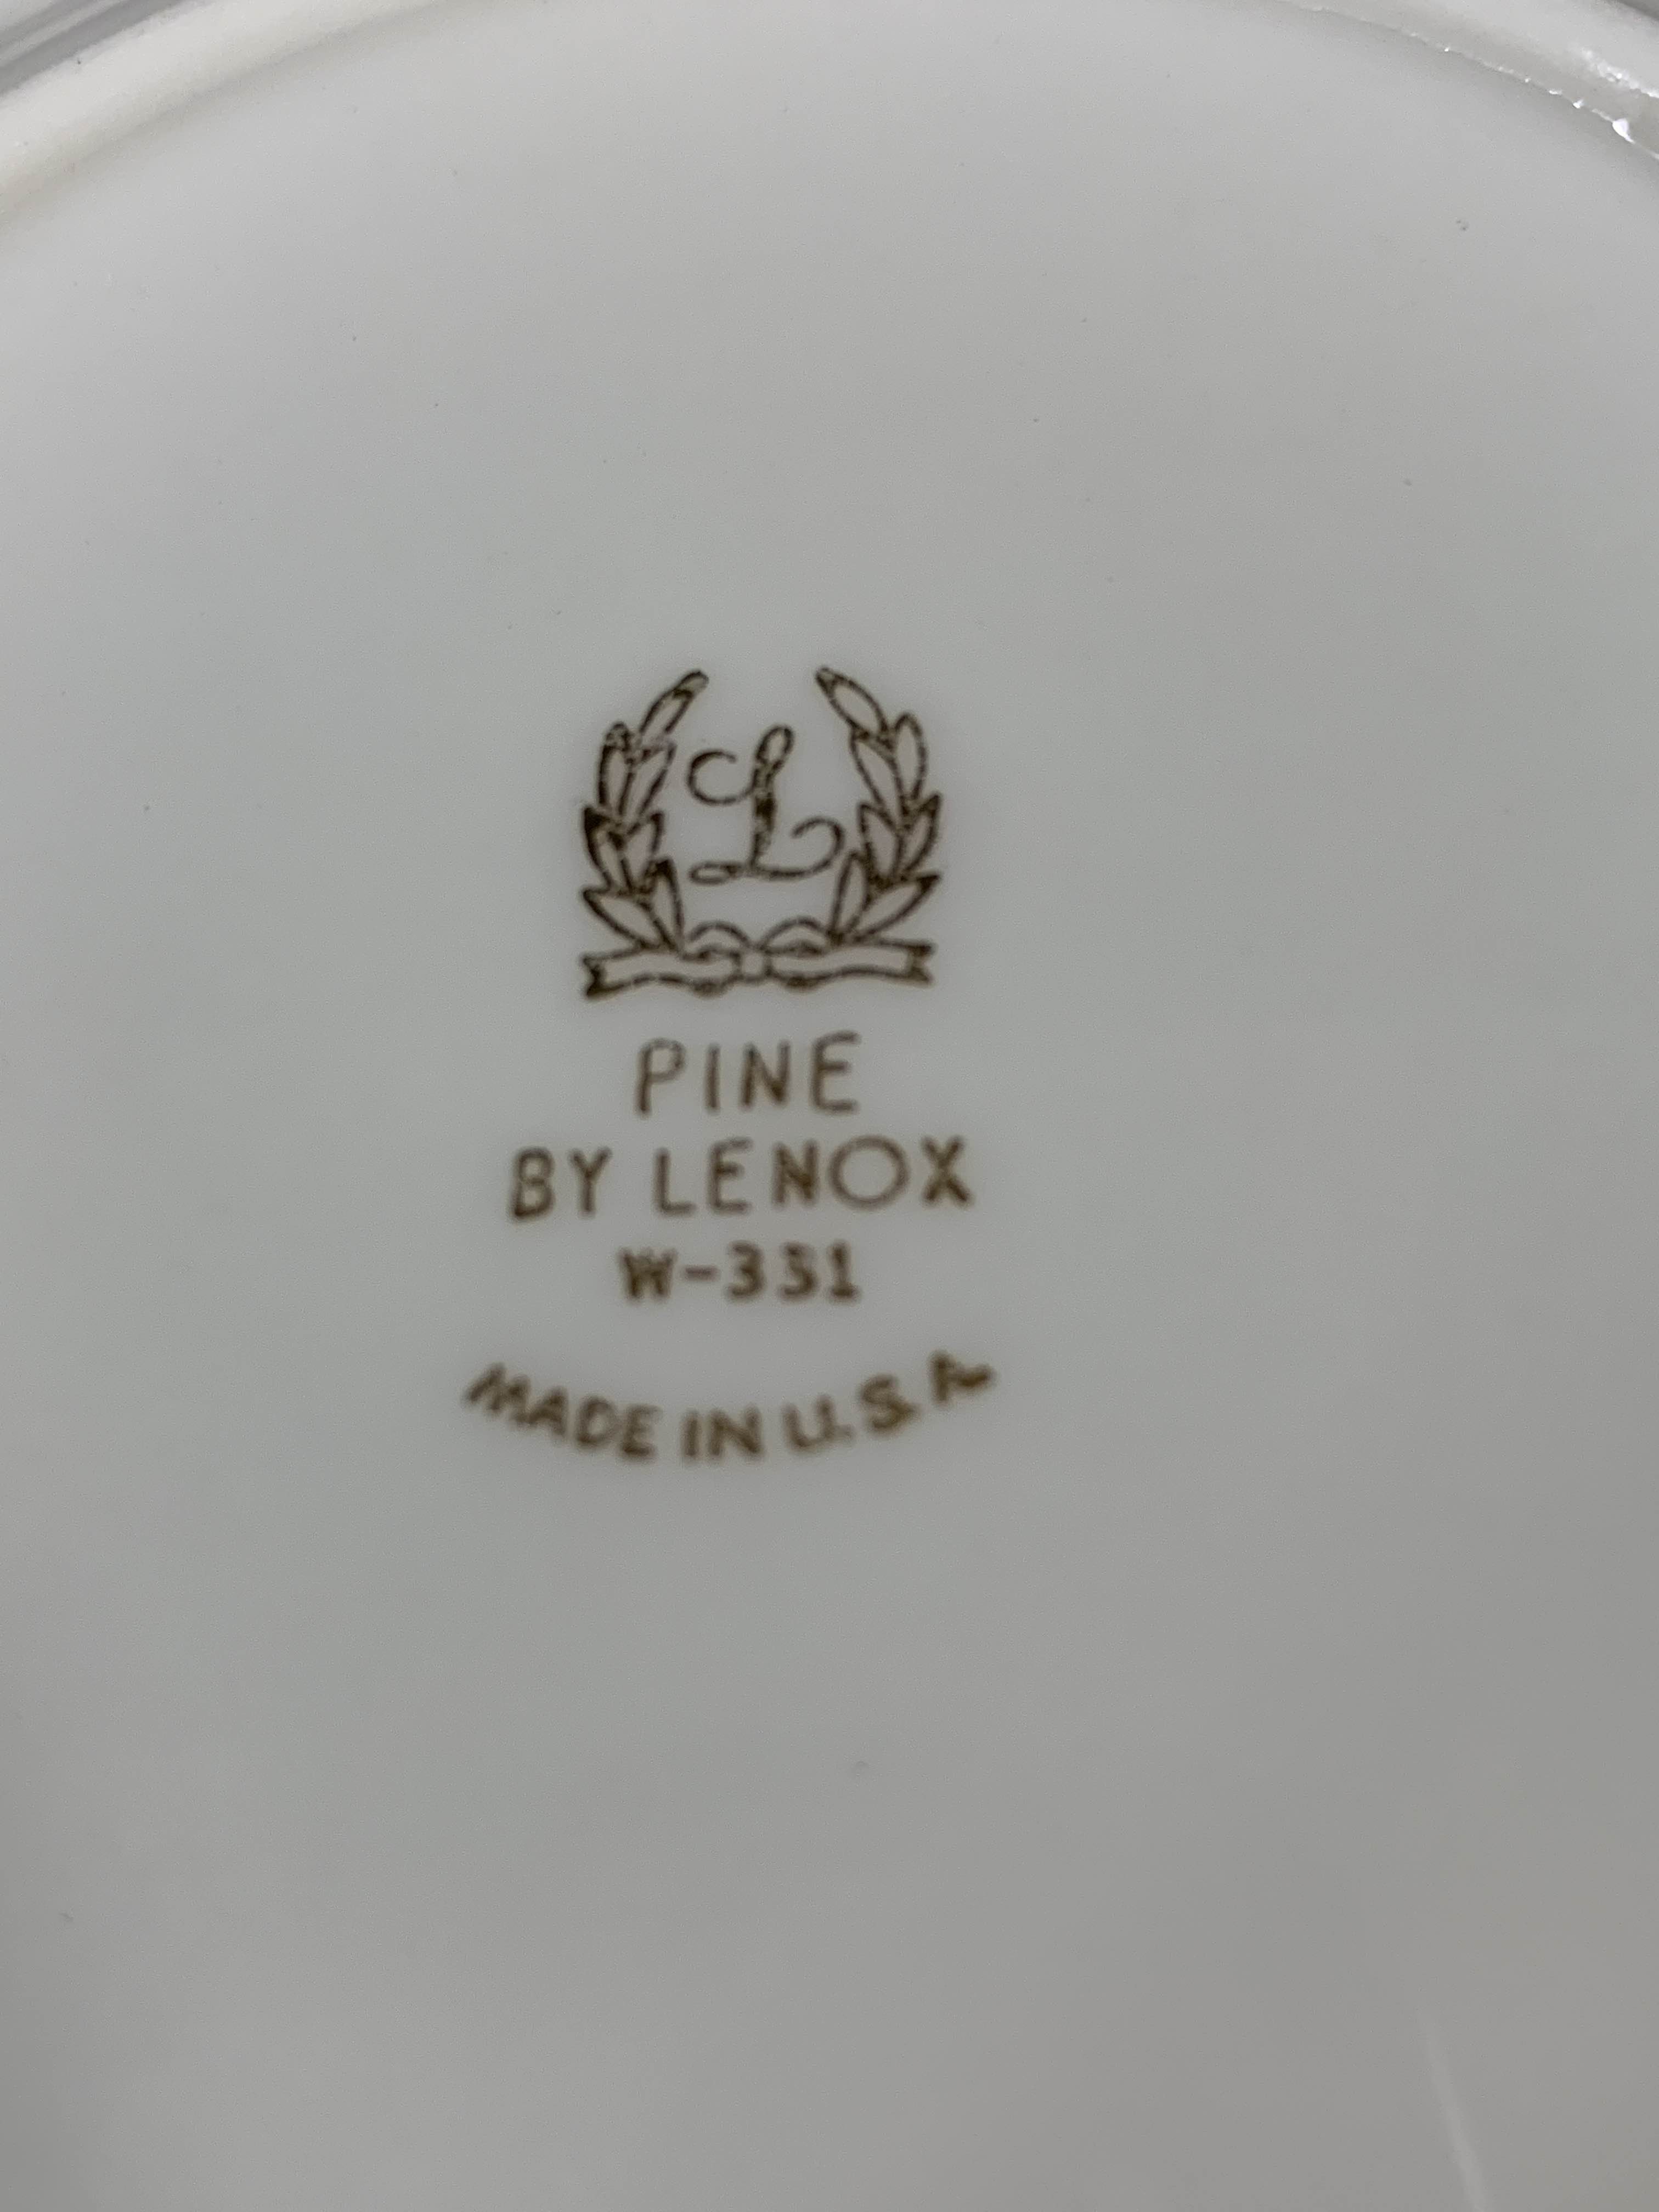 L
PINE
BY LENOX
W-331
MADE IN U.S.A.